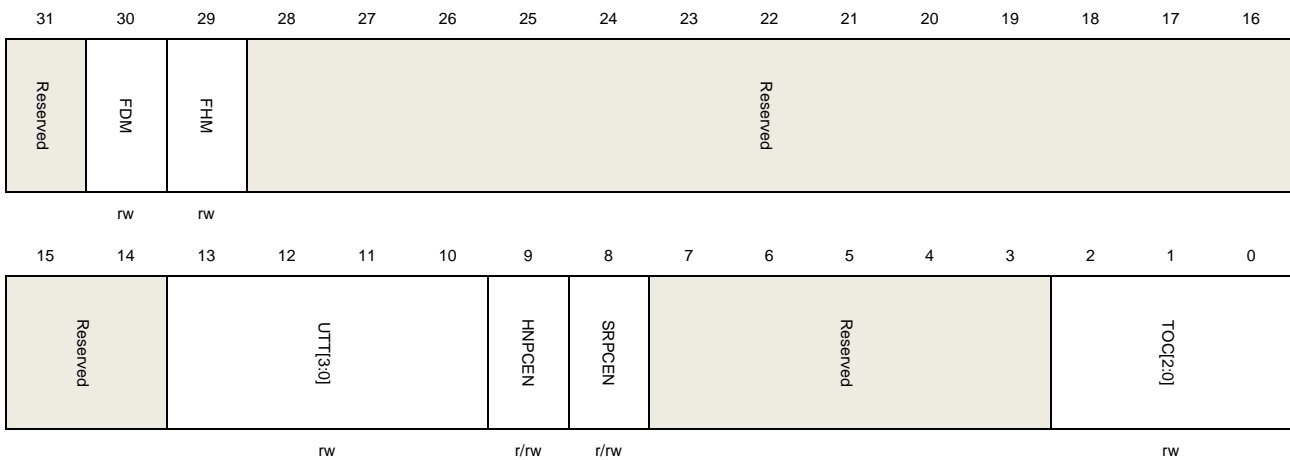 31 30 29 28 27 26 25 24 23 22 21 20 19 18 17 16
Reserved FDM FHM Reserved
rw rw
15 14 13 12 11 10 9 8 7 6 5 4 3 2 1 0
Reserved UTT[3:0] HNPCEN SRPCEN Reserved TOC[2:0]
rw r/rw r/rw rw